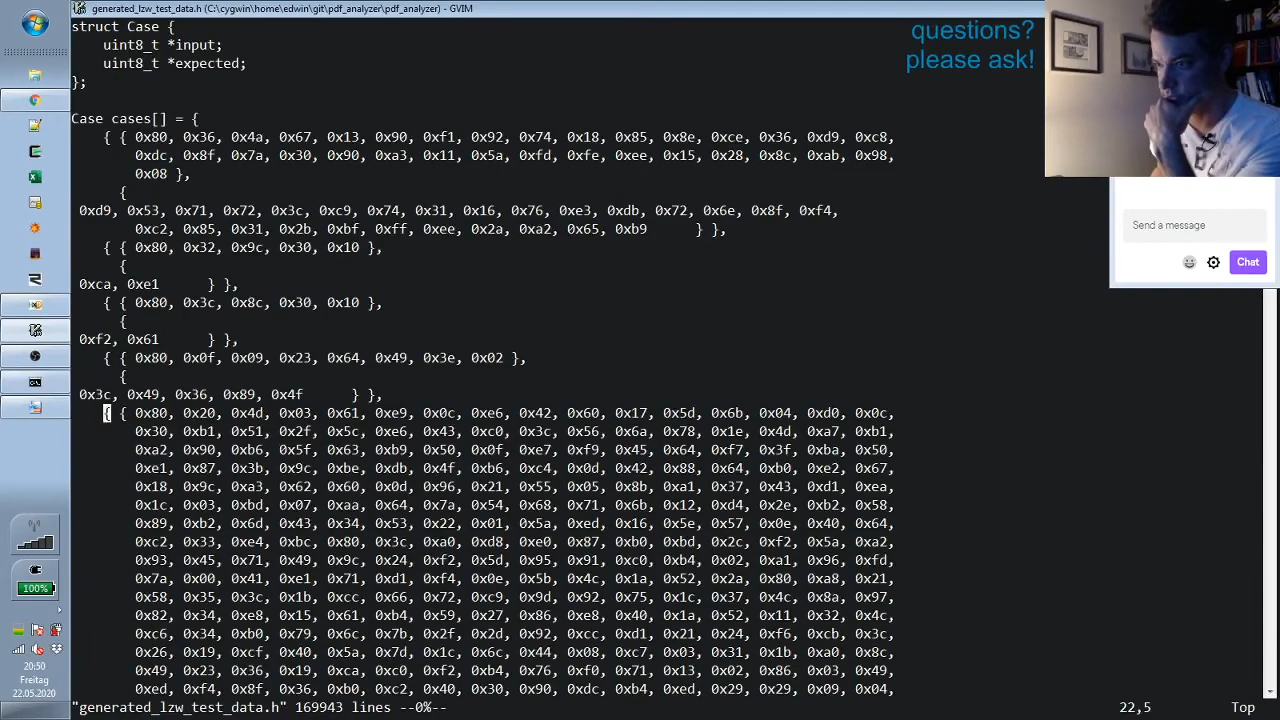 generated_lzw_test_data.h (C:\cygwin\home\edwin\git\pdf_analyzer\pdf_analyzer) - GVIM
struct Case {
uint8_t *input;
uint8_t *expected;
};
Case cases[] = {
{ { 0x80, 0x36, 0x4a, 0x67, 0x13, 0x90, 0xf1, 0x92, 0x74, 0x18, 0x85, 0x8e, 0xce, 0x36, 0xd9, 0xc8,
0xdc, 0x8f, 0x7a, 0x30, 0x90, 0xa3, 0x11, 0x5a, 0xfd, 0xfe, 0xee, 0x15, 0x28, 0x8c, 0xab, 0x98,
0x08 },
{
0xd9, 0x53, 0x71, 0x72, 0x3c, 0xc9, 0x74, 0x31, 0x16, 0x76, 0xe3, 0xdb, 0x72, 0x6e, 0x8f, 0xf4,
0xc2, 0x85, 0x31, 0x2b, 0xbf, 0xff, 0xee, 0x2a, 0xa2, 0x65, 0xb9 } },
{ { 0x80, 0x32, 0x9c, 0x30, 0x10 },
{
0xca, 0xe1 } },
{ { 0x80, 0x3c, 0x8c, 0x30, 0x10 },
{
0xf2, 0x61 } },
{ { 0x80, 0x0f, 0x09, 0x23, 0x64, 0x49, 0x3e, 0x02 },
{
0x3c, 0x49, 0x36, 0x89, 0x4f } },
{ { 0x80, 0x20, 0x4d, 0x03, 0x61, 0xe9, 0x0c, 0xe6, 0x42, 0x60, 0x17, 0x5d, 0x6b, 0x04, 0xd0, 0x0c,
0x30, 0xb1, 0x51, 0x2f, 0x5c, 0xe6, 0x43, 0xc0, 0x3c, 0x56, 0x6a, 0x78, 0x1e, 0x4d, 0xa7, 0xb1,
0xa2, 0x90, 0xb6, 0x5f, 0x63, 0xb9, 0x50, 0x0f, 0xe7, 0xf9, 0x45, 0x64, 0xf7, 0x3f, 0xba, 0x50,
0xe1, 0x87, 0x3b, 0x9c, 0xbe, 0xdb, 0x4f, 0xb6, 0xc4, 0x0d, 0x42, 0x88, 0x64, 0xb0, 0xe2, 0x67,
0x18, 0x9c, 0xa3, 0x62, 0x60, 0x0d, 0x96, 0x21, 0x55, 0x05, 0x8b, 0xa1, 0x37, 0x43, 0xd1, 0xea,
0x1c, 0x03, 0xbd, 0x07, 0xaa, 0x64, 0x7a, 0x54, 0x68, 0x71, 0x6b, 0x12, 0xd4, 0x2e, 0xb2, 0x58,
0x89, 0xb2, 0x6d, 0x43, 0x34, 0x53, 0x22, 0x01, 0x5a, 0xed, 0x16, 0x5e, 0x57, 0x0e, 0x40, 0x64,
0xc2, 0x33, 0xe4, 0xbc, 0x80, 0x3c, 0xa0, 0xd8, 0xe0, 0x87, 0xb0, 0xbd, 0x2c, 0xf2, 0x5a, 0xa2,
0x93, 0x45, 0x71, 0x49, 0x9c, 0x24, 0xf2, 0x5d, 0x95, 0x91, 0xc0, 0xb4, 0x02, 0xa1, 0x96, 0xfd,
0x7a, 0x00, 0x41, 0xe1, 0x71, 0xd1, 0xf4, 0x0e, 0x5b, 0x4c, 0x1a, 0x52, 0x2a, 0x80, 0xa8, 0x21,
0x58, 0x35, 0x3c, 0x1b, 0xcc, 0x66, 0x72, 0xc9, 0x9d, 0x92, 0x75, 0x1c, 0x37, 0x4c, 0x8a, 0x97,
0x82, 0x34, 0xe8, 0x15, 0x61, 0xb4, 0x59, 0x27, 0x86, 0xe8, 0x40, 0x1a, 0x52, 0x11, 0x32, 0x4c,
0xc6, 0x34, 0xb0, 0x79, 0x6c, 0x7b, 0x2f, 0x2d, 0x92, 0xcc, 0xd1, 0x21, 0x24, 0xf6, 0xcb, 0x3c,
0x26, 0x19, 0xcf, 0x40, 0x5a, 0x7d, 0x1c, 0x6c, 0x44, 0x08, 0xc7, 0x03, 0x31, 0x1b, 0xa0, 0x8c,
0x49, 0x23, 0x36, 0x19, 0xca, 0xc0, 0xf2, 0xb4, 0x76, 0xf0, 0x71, 0x13, 0x02, 0x86, 0x03, 0x49,
0xed, 0xf4, 0x8f, 0x36, 0xb0, 0xc2, 0x40, 0x30, 0x90, 0xdc, 0xb4, 0xed, 0x29, 0x29, 0x09, 0x04,
"generated_lzw_test_data.h" 169943 lines --0%--
22,5
Top
questions?
please ask!
Send a message
Chat
100%
20:50
Freitag
22.05.2020